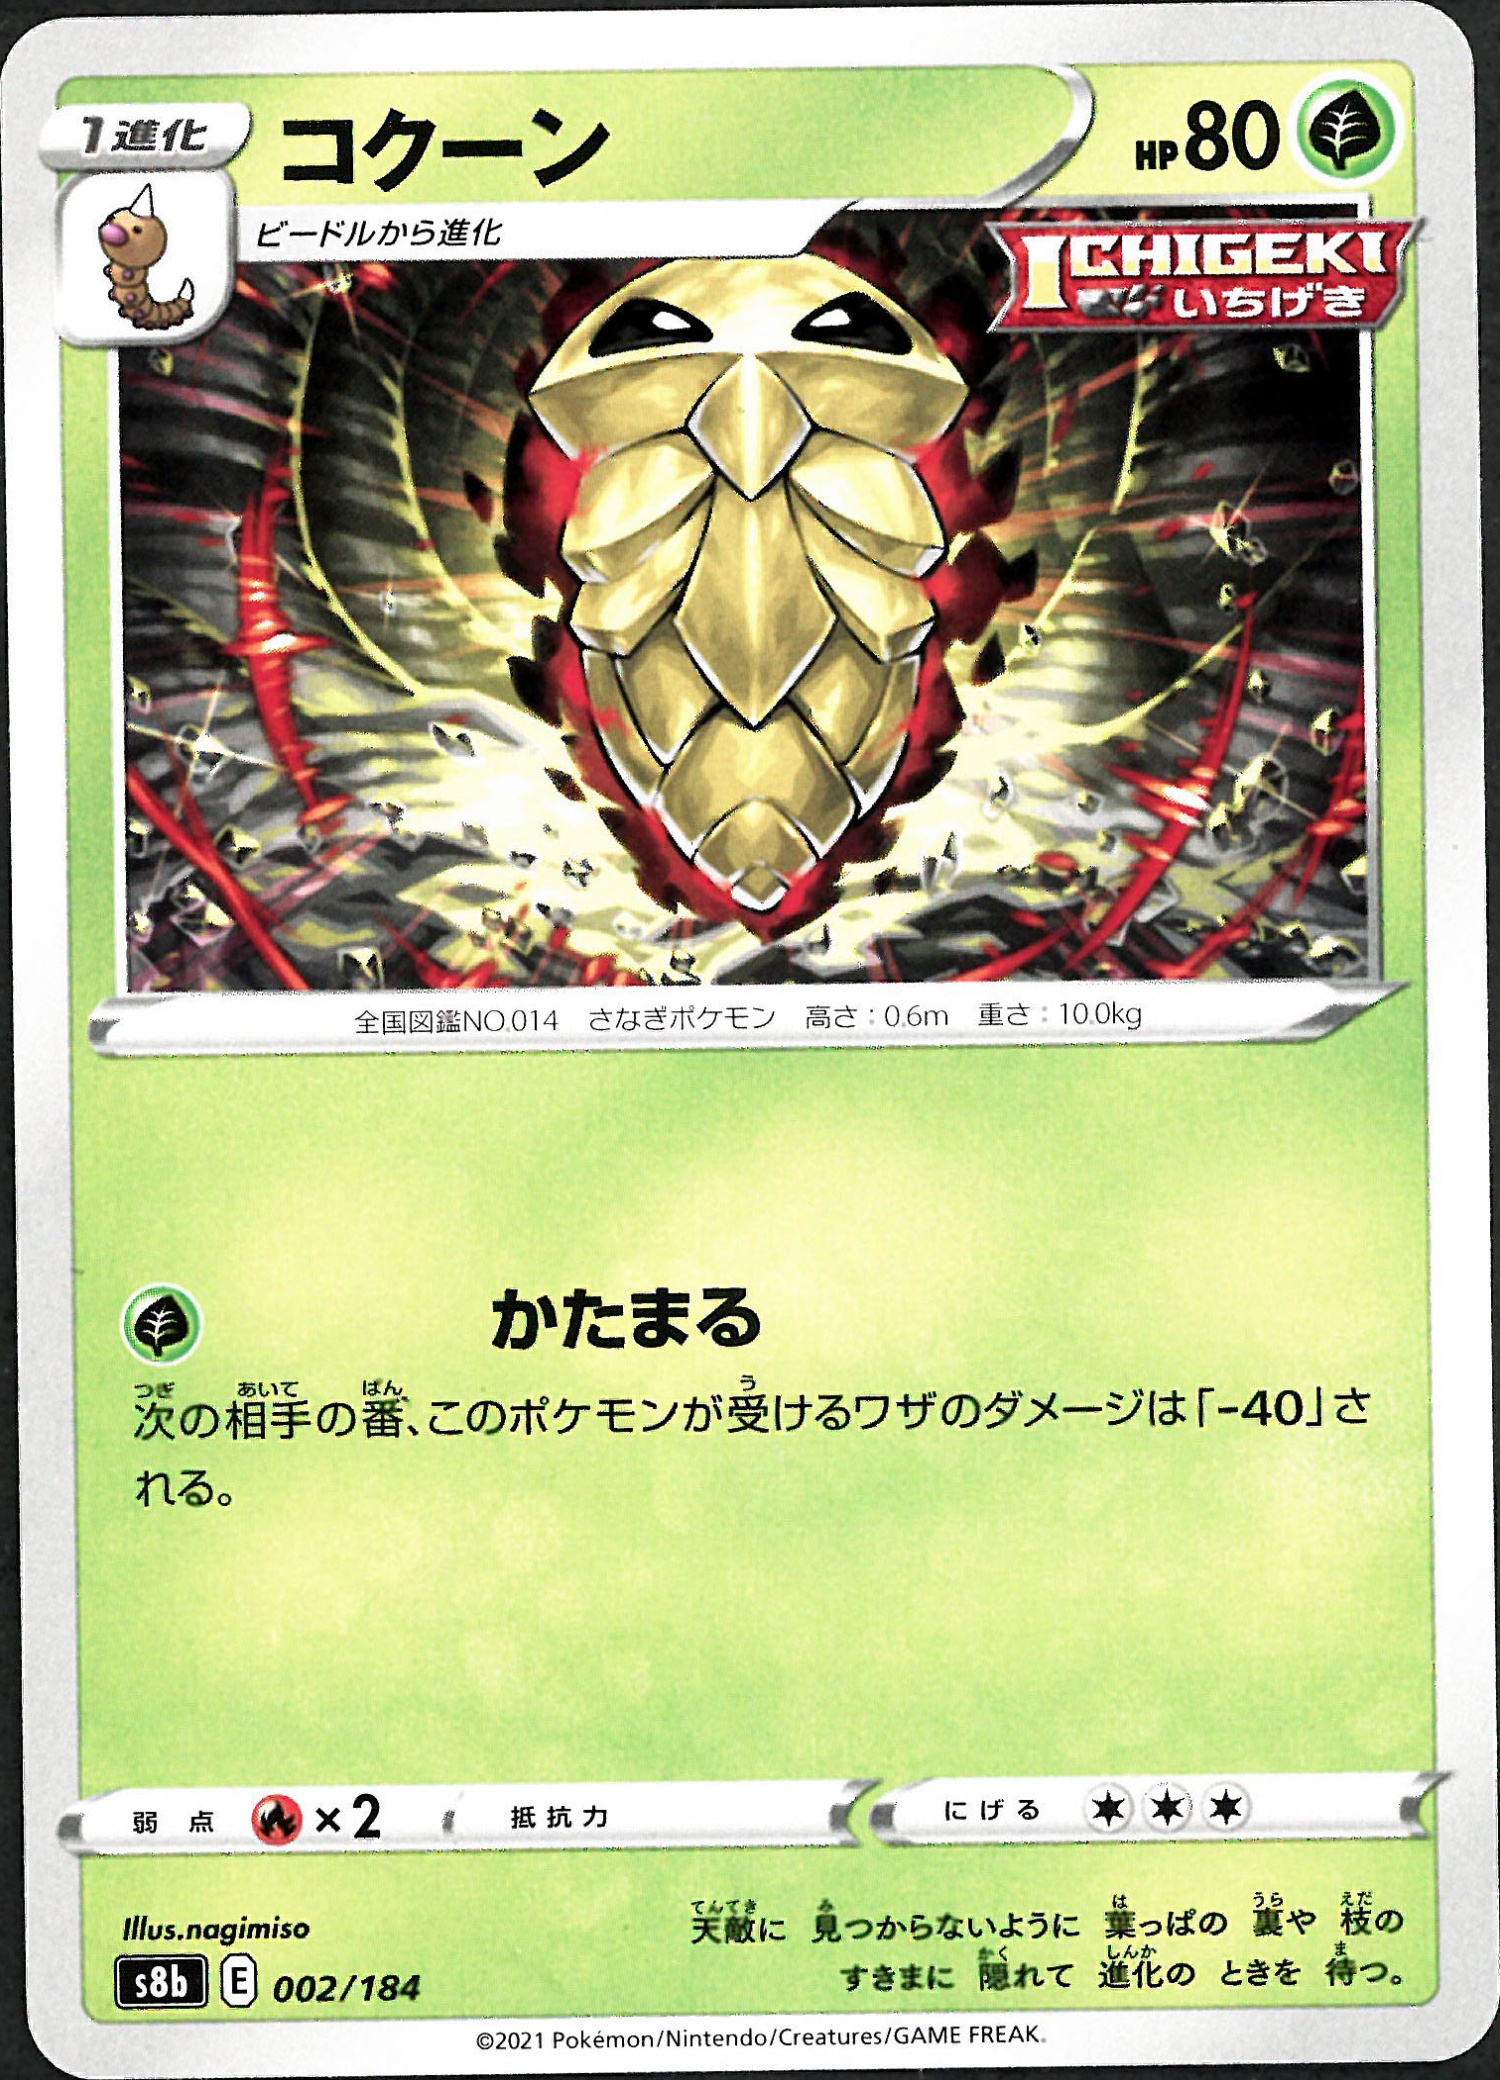 1進化
コクーン
HP80
ビードルから進化
ICHIGEKI
いちげき
全国図鑑NO.014 さなぎポケモン 高さ：0.6m 重さ：10.0kg
かたまる
次の相手の番、このポケモンが受けるワザのダメージは「-40」さ
れる。
弱点 ×2 抵抗力 にげる
Illus.nagimiso
天敵に 見つからないように 葉っぱの 裏や 枝の
すきまに 隠れて 進化の ときを 待つ。
s8b E 002/184
©2021 Pokémon/Nintendo/Creatures/GAME FREAK.